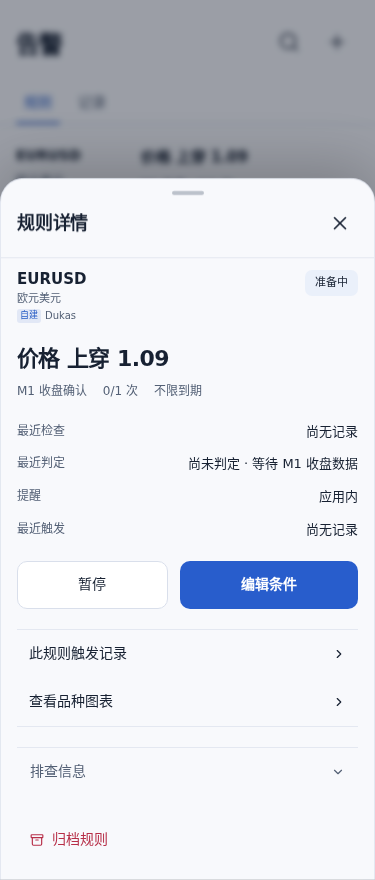 告警
规则 记录
EURUSD 价格 上穿 1.09
规则详情
EURUSD
准备中
欧元美元
自建 Dukas
价格 上穿 1.09
M1 收盘确认 0/1 次 不限到期
最近检查 尚无记录
最近判定 尚未判定 · 等待 M1 收盘数据
提醒 应用内
最近触发 尚无记录
暂停 编辑条件
此规则触发记录
查看品种图表
排查信息
归档规则